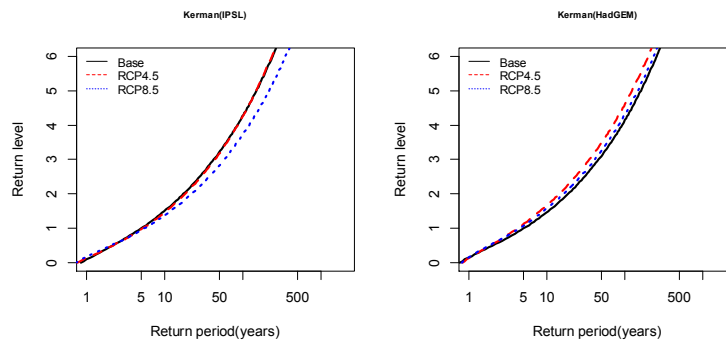 Kerman(IPSL)
Base
RCP4.5
RCP8.5
Return level
0
1
2
3
4
5
6
1
5
10
50
500
Return period(years)
Kerman(HadGEM)
Base
RCP4.5
RCP8.5
Return level
0
1
2
3
4
5
6
1
5
10
50
500
Return period(years)